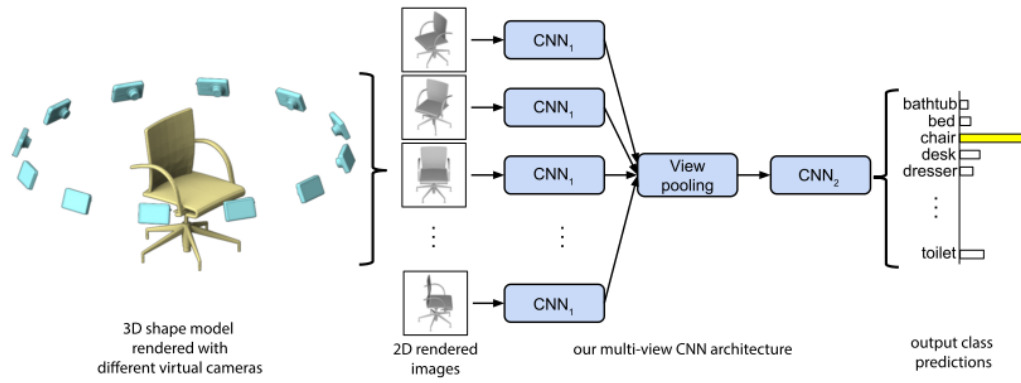 CNN1
CNN1
CNN1
CNN1
View
pooling
CNN2
bathtub
bed
chair
desk
dresser
toilet
3D shape model
rendered with
different virtual cameras
2D rendered
images
our multi-view CNN architecture
output class
predictions